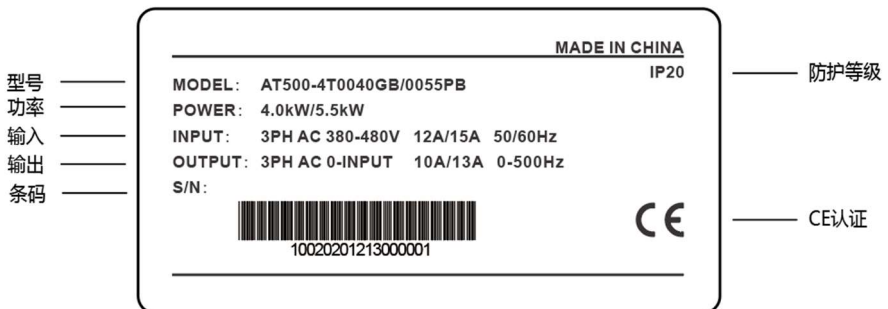 MADE IN CHINA
IP20
防护等级
型号
MODEL: AT500-4T0040GB/0055PB
功率
POWER: 4.0kW/5.5kW
输入
INPUT: 3PH AC 380-480V 12A/15A 50/60Hz
输出
OUTPUT: 3PH AC 0-INPUT 10A/13A 0-500Hz
条码
S/N:
10020201213000001
CE
CE认证